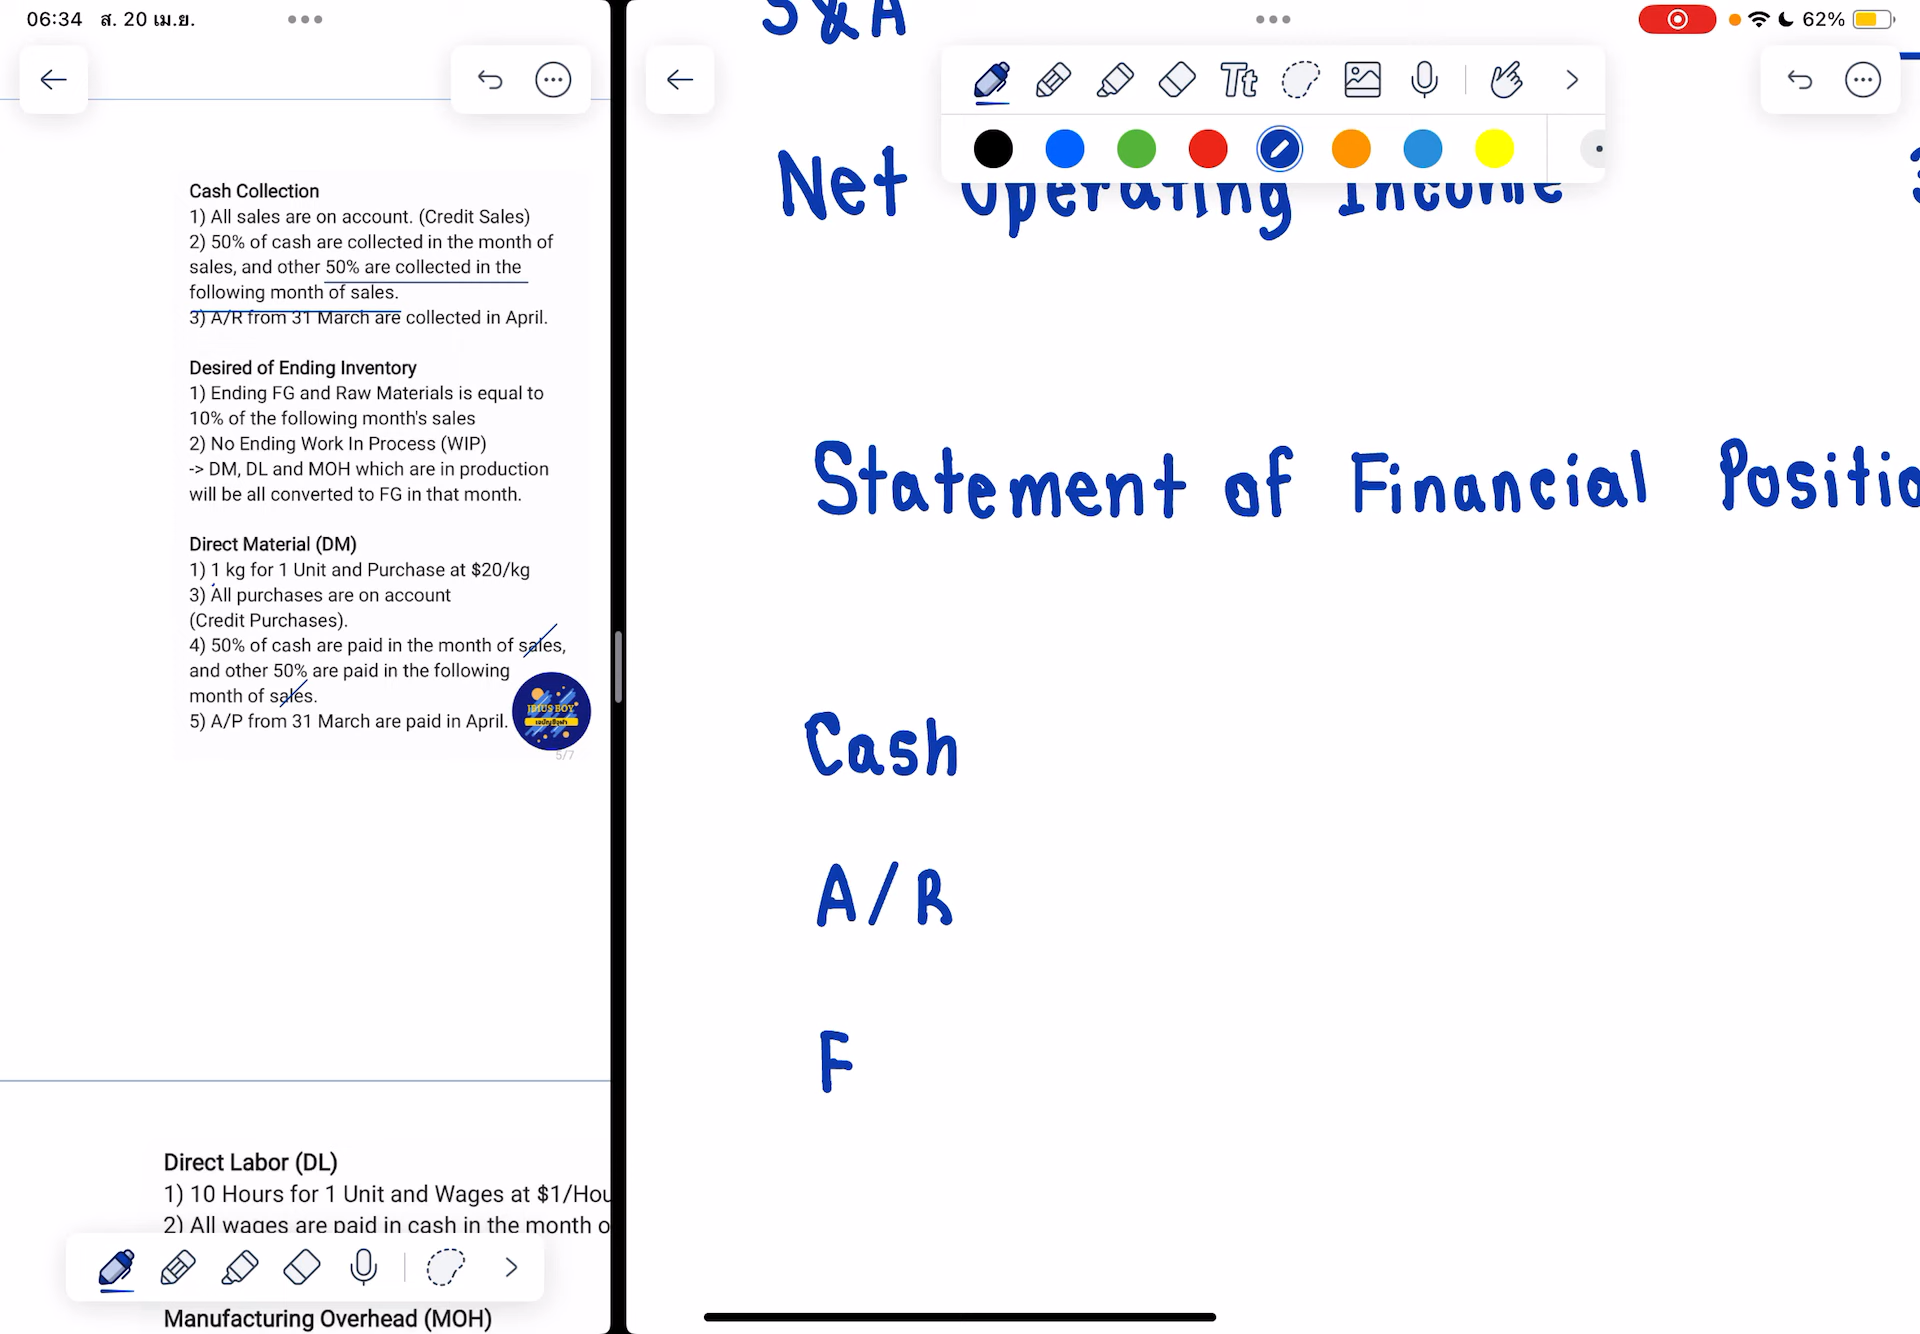 06:34 ส. 20 เม.ย.
62%
Cash Collection
1) All sales are on account. (Credit Sales)
2) 50% of cash are collected in the month of
sales, and other 50% are collected in the
following month of sales.
3) A/R from 31 March are collected in April.
Desired of Ending Inventory
1) Ending FG and Raw Materials is equal to
10% of the following month's sales
2) No Ending Work In Process (WIP)
-> DM, DL and MOH which are in production
will be all converted to FG in that month.
Direct Material (DM)
1) 1 kg for 1 Unit and Purchase at $20/kg
3) All purchases are on account
(Credit Purchases).
4) 50% of cash are paid in the month of sales,
and other 50% are paid in the following
month of sales.
5) A/P from 31 March are paid in April.
5/7
Direct Labor (DL)
1) 10 Hours for 1 Unit and Wages at $1/Hou
2) All wages are paid in cash in the month o
Manufacturing Overhead (MOH)
S & A
Tt
Net Operating Income
Statement of Financial Positio
Cash
A/R
F